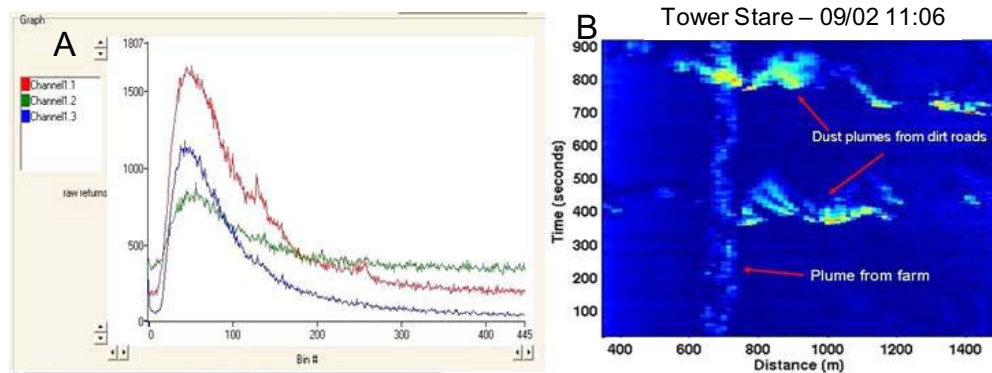 Graph
A
1807
1500
1000
500
0
Channel1.1
Channel1.2
Channel1.3
raw returns
0 100 200 300 400 445
Bin #
B
Tower Stare – 09/02 11:06
900
800
700
600
500
400
300
200
100
Time (seconds)
Dust plumes from dirt roads
Plume from farm
400 600 800 1000 1200 1400
Distance (m)